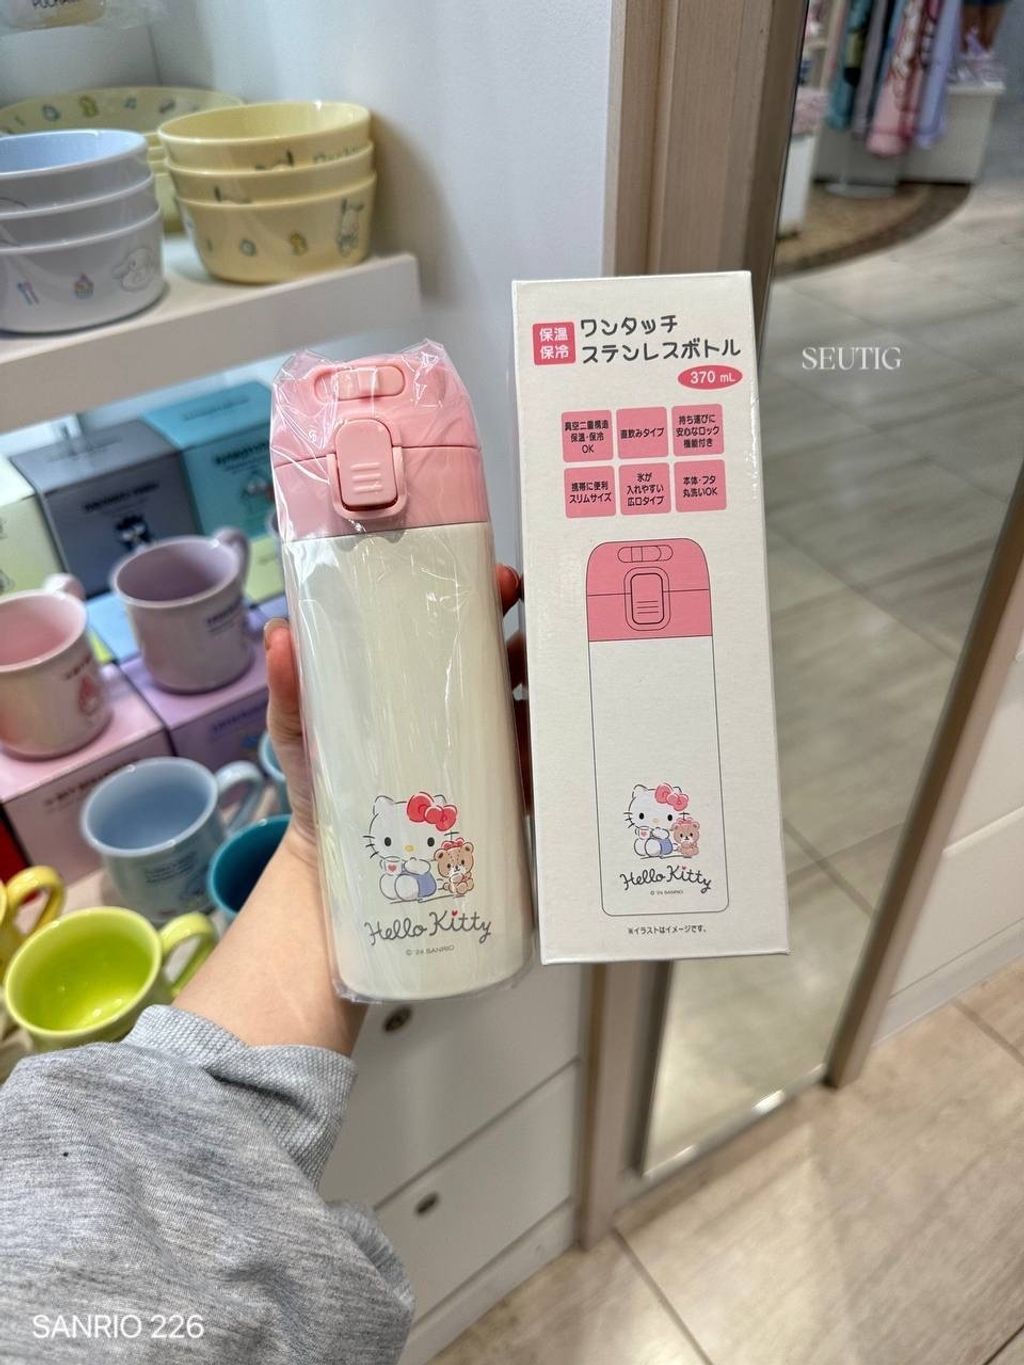 保温
保冷
ワンタッチ
ステンレスボトル
370 mL
真空二重構造
保温·保冷
OK
直飲みタイプ
持ち運びに
安心なロック
機能付き
携帯に便利
スリムサイズ
氷が
入れやすい
広口タイプ
本体·フタ
丸洗いOK
SEUTIG
Hello Kitty
© '24 SANRIO
Hello Kitty
© '24 SANRIO
※イラストはイメージです。
SANRIO 226